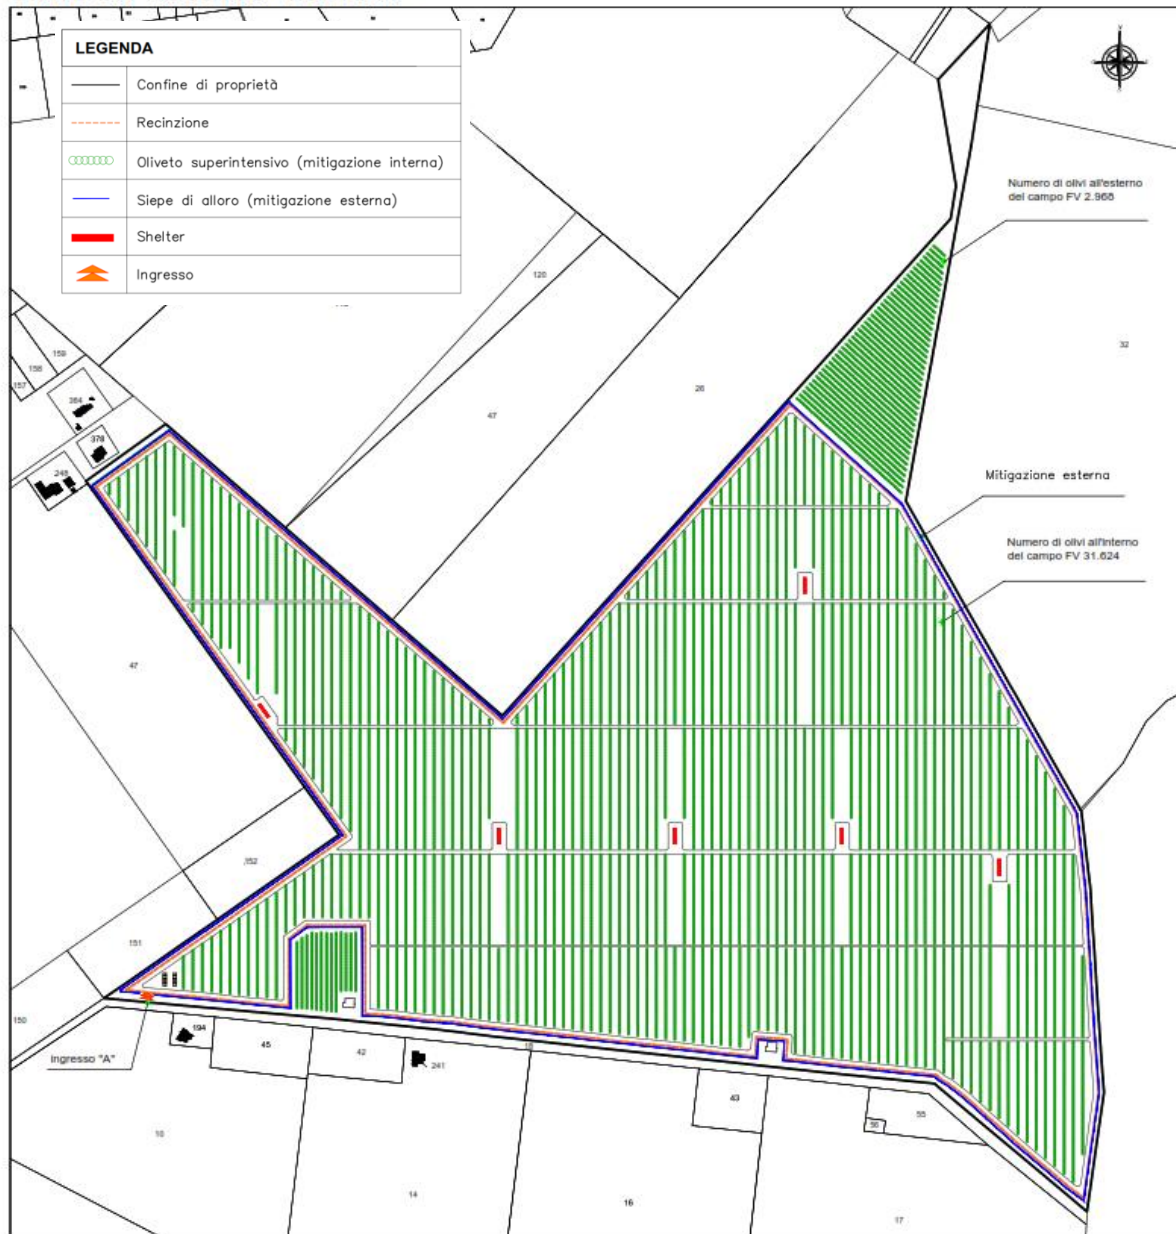 LEGENDA
Confine di proprietà
Recinzione
Oliveto superintensivo (mitigazione interna)
Siepe di alloro (mitigazione esterna)
Shelter
Ingresso
Numero di olivi all'esterno
del campo FV 2.968
120
32
159
158
157
26
384
47
378
248
Mitigazione esterna
Numero di olivi all'interno
del campo FV 31.624
47
152
151
150
194
45
42
18
241
Ingresso "A"
43
55
56
10
14
16
17